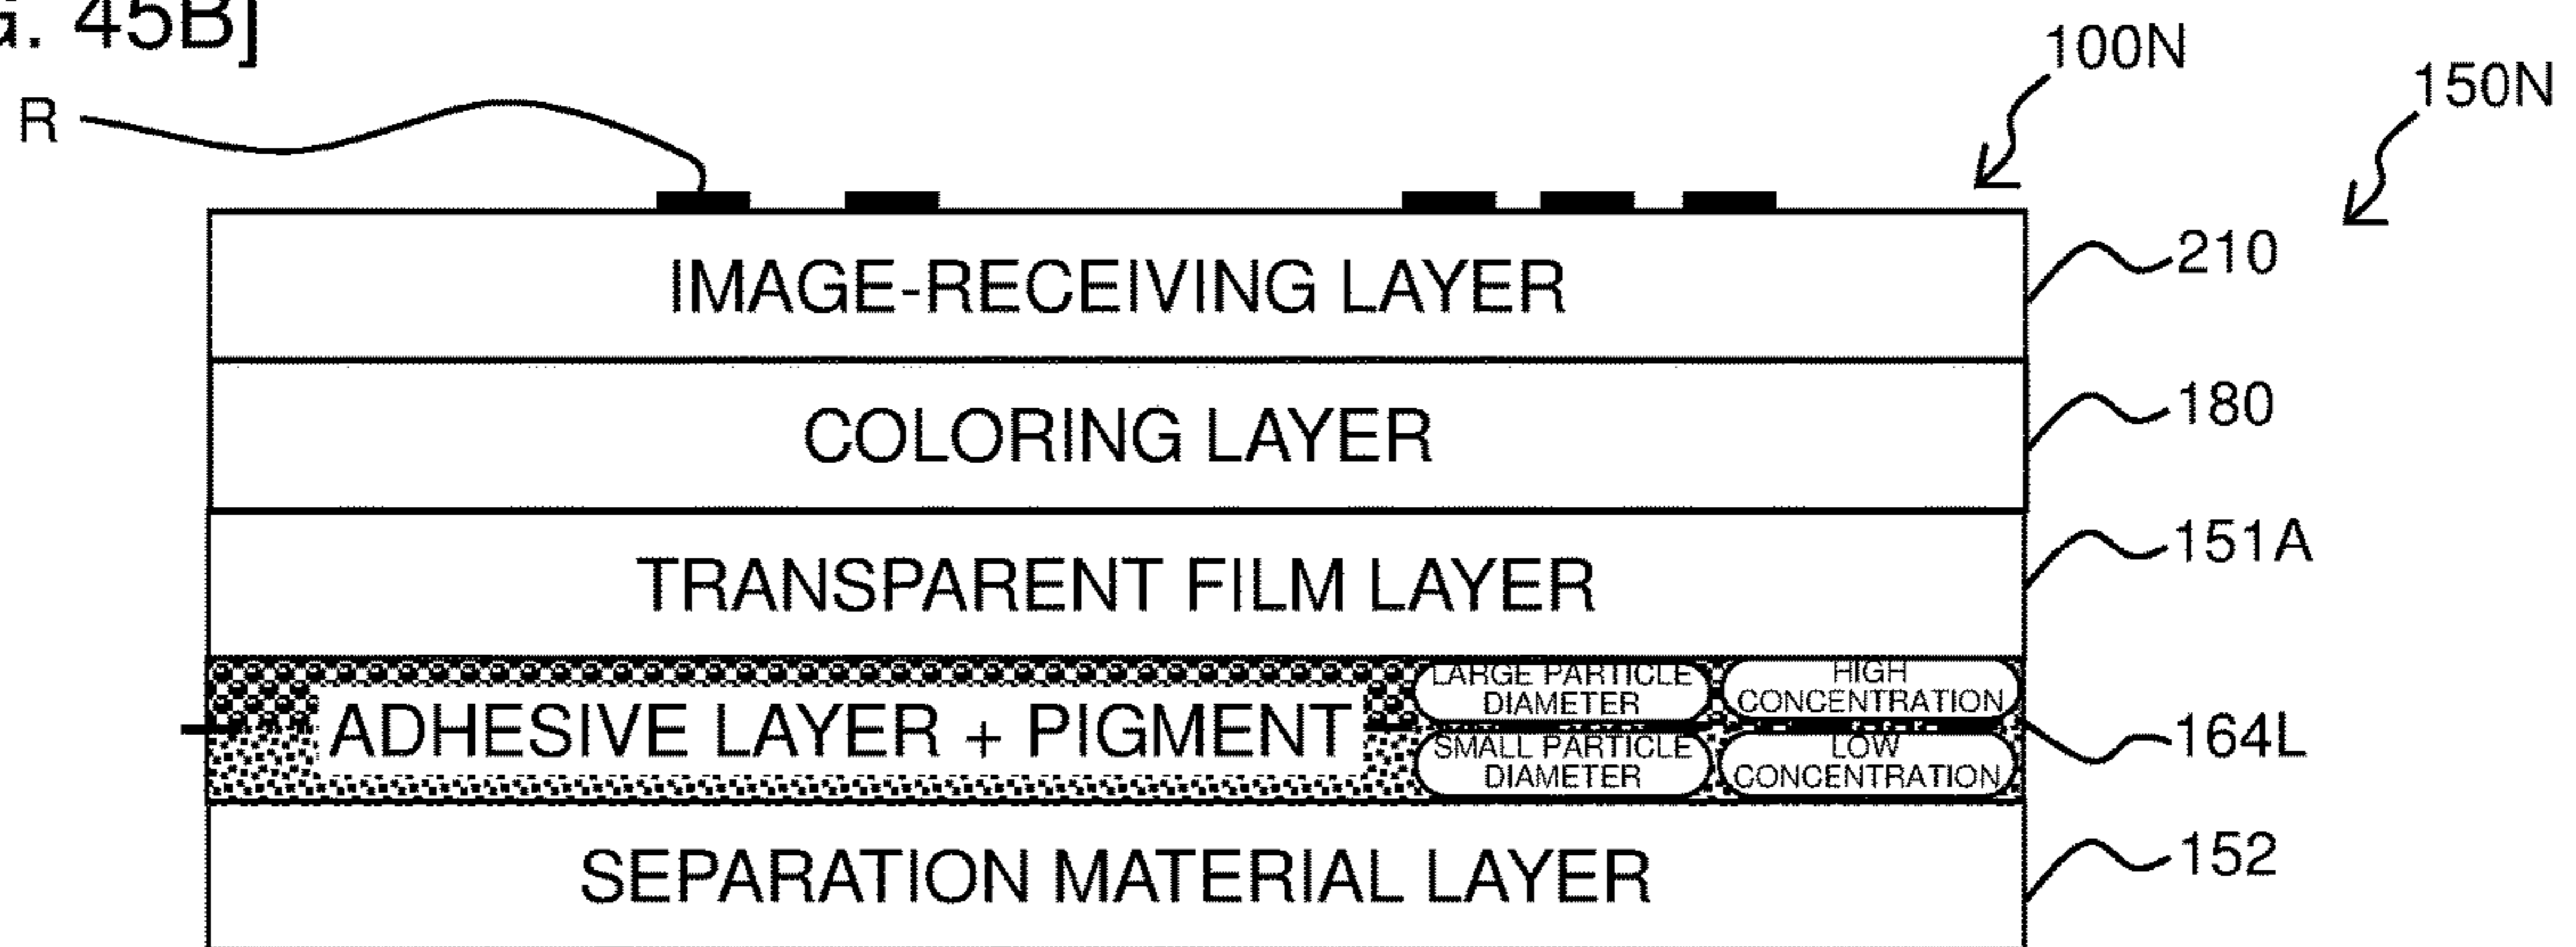 G. 45B]
100N
150N
R
IMAGE-RECEIVING LAYER
210
COLORING LAYER
180
TRANSPARENT FILM LAYER
151A
LARGE PARTICLE
DIAMETER
HIGH
CONCENTRATION
ADHESIVE LAYER + PIGMENT
164L
SMALL PARTICLE
DIAMETER
LOW
CONCENTRATION
SEPARATION MATERIAL LAYER
152